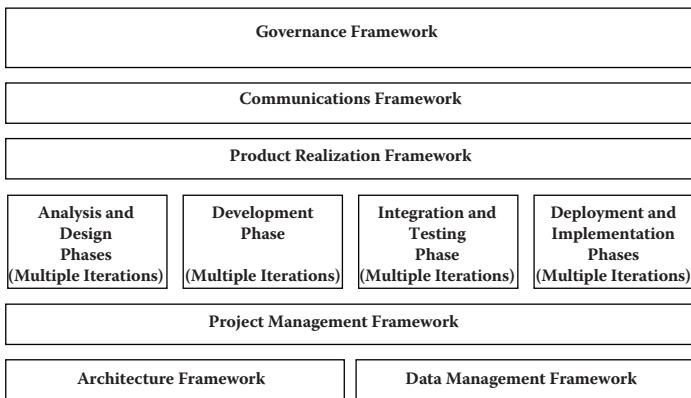 Governance Framework
Communications Framework
Product Realization Framework
Analysis and
Design
Phases
(Multiple Iterations)
Development
Phase
(Multiple Iterations)
Integration and
Testing
Phase
(Multiple Iterations)
Deployment and
Implementation
Phases
(Multiple Iterations)
Project Management Framework
Architecture Framework
Data Management Framework